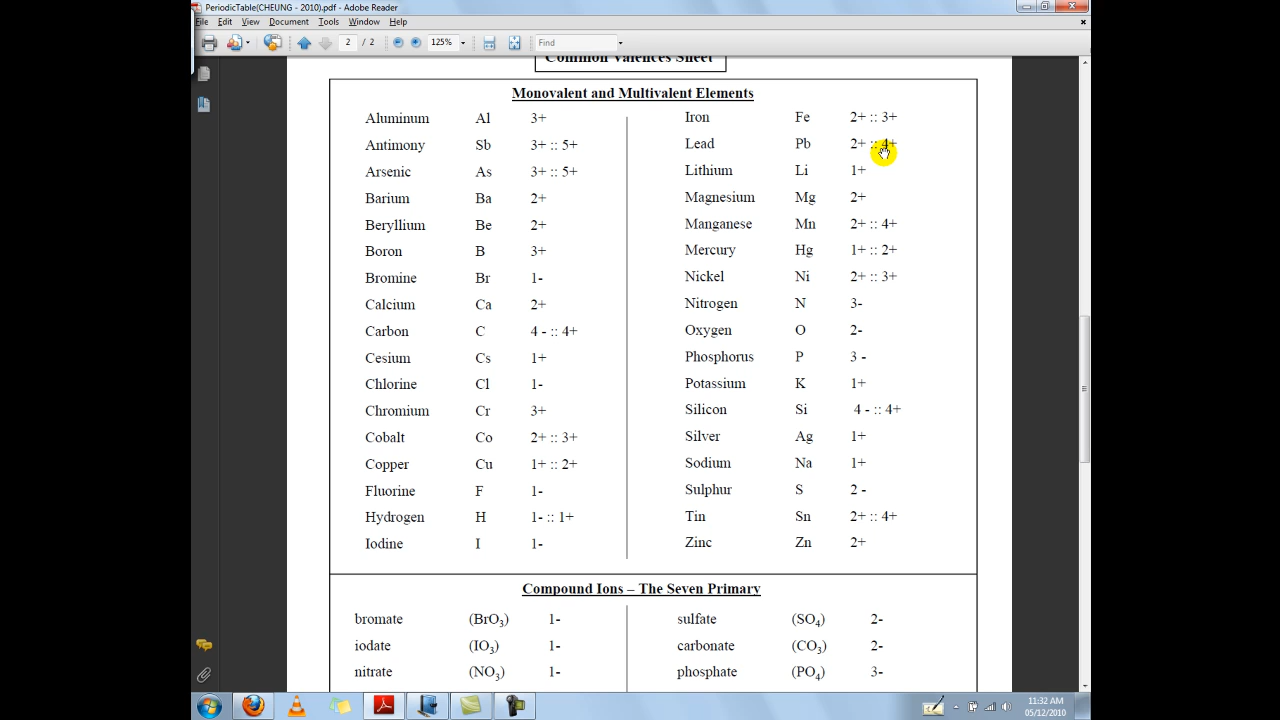 PeriodicTable(CHEUNG - 2010).pdf - Adobe Reader
File Edit View Document Tools Window Help
2 / 2 125% Find
Common Valences Sheet
Monovalent and Multivalent Elements
Aluminum Al 3+
Antimony Sb 3+ :: 5+
Arsenic As 3+ :: 5+
Barium Ba 2+
Beryllium Be 2+
Boron B 3+
Bromine Br 1-
Calcium Ca 2+
Carbon C 4 - :: 4+
Cesium Cs 1+
Chlorine Cl 1-
Chromium Cr 3+
Cobalt Co 2+ :: 3+
Copper Cu 1+ :: 2+
Fluorine F 1-
Hydrogen H 1- :: 1+
Iodine I 1-
Iron Fe 2+ :: 3+
Lead Pb 2+ :: 4+
Lithium Li 1+
Magnesium Mg 2+
Manganese Mn 2+ :: 4+
Mercury Hg 1+ :: 2+
Nickel Ni 2+ :: 3+
Nitrogen N 3-
Oxygen O 2-
Phosphorus P 3 -
Potassium K 1+
Silicon Si 4 - :: 4+
Silver Ag 1+
Sodium Na 1+
Sulphur S 2 -
Tin Sn 2+ :: 4+
Zinc Zn 2+
Compound Ions – The Seven Primary
bromate (BrO₃) 1-
iodate (IO₃) 1-
nitrate (NO₃) 1-
sulfate (SO₄) 2-
carbonate (CO₃) 2-
phosphate (PO₄) 3-
11:32 AM
05/12/2010